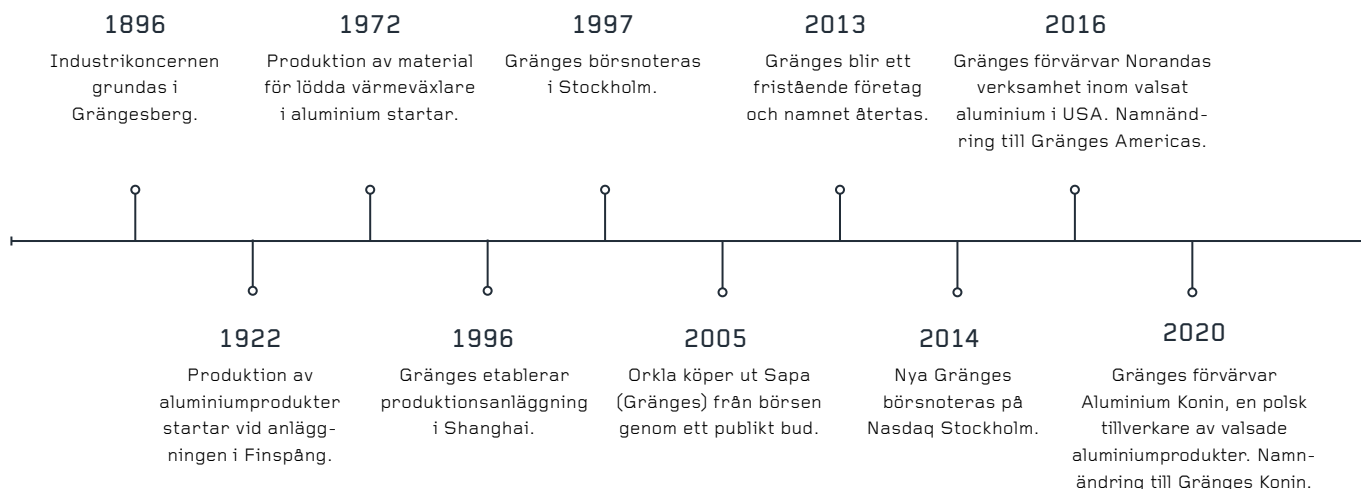 1896
Industrikoncernen
grundas i
Grängesberg.
1972
Produktion av material
för lödda värmeväxlare
i aluminium startar.
1997
Gränges börsnoteras
i Stockholm.
2013
Gränges blir ett
fristående företag
och namnet återtas.
2016
Gränges förvärvar Norandas
verksamhet inom valsat
aluminium i USA. Namnänd-
ring till Gränges Americas.
1922
Produktion av
aluminiumprodukter
startar vid anlägg-
ningen i Finspång.
1996
Gränges etablerar
produktionsanläggning
i Shanghai.
2005
Orkla köper ut Sapa
(Gränges) från börsen
genom ett publikt bud.
2014
Nya Gränges
börsnoteras på
Nasdaq Stockholm.
2020
Gränges förvärvar
Aluminium Konin, en polsk
tillverkare av valsade
aluminiumprodukter. Namn-
ändring till Gränges Konin.